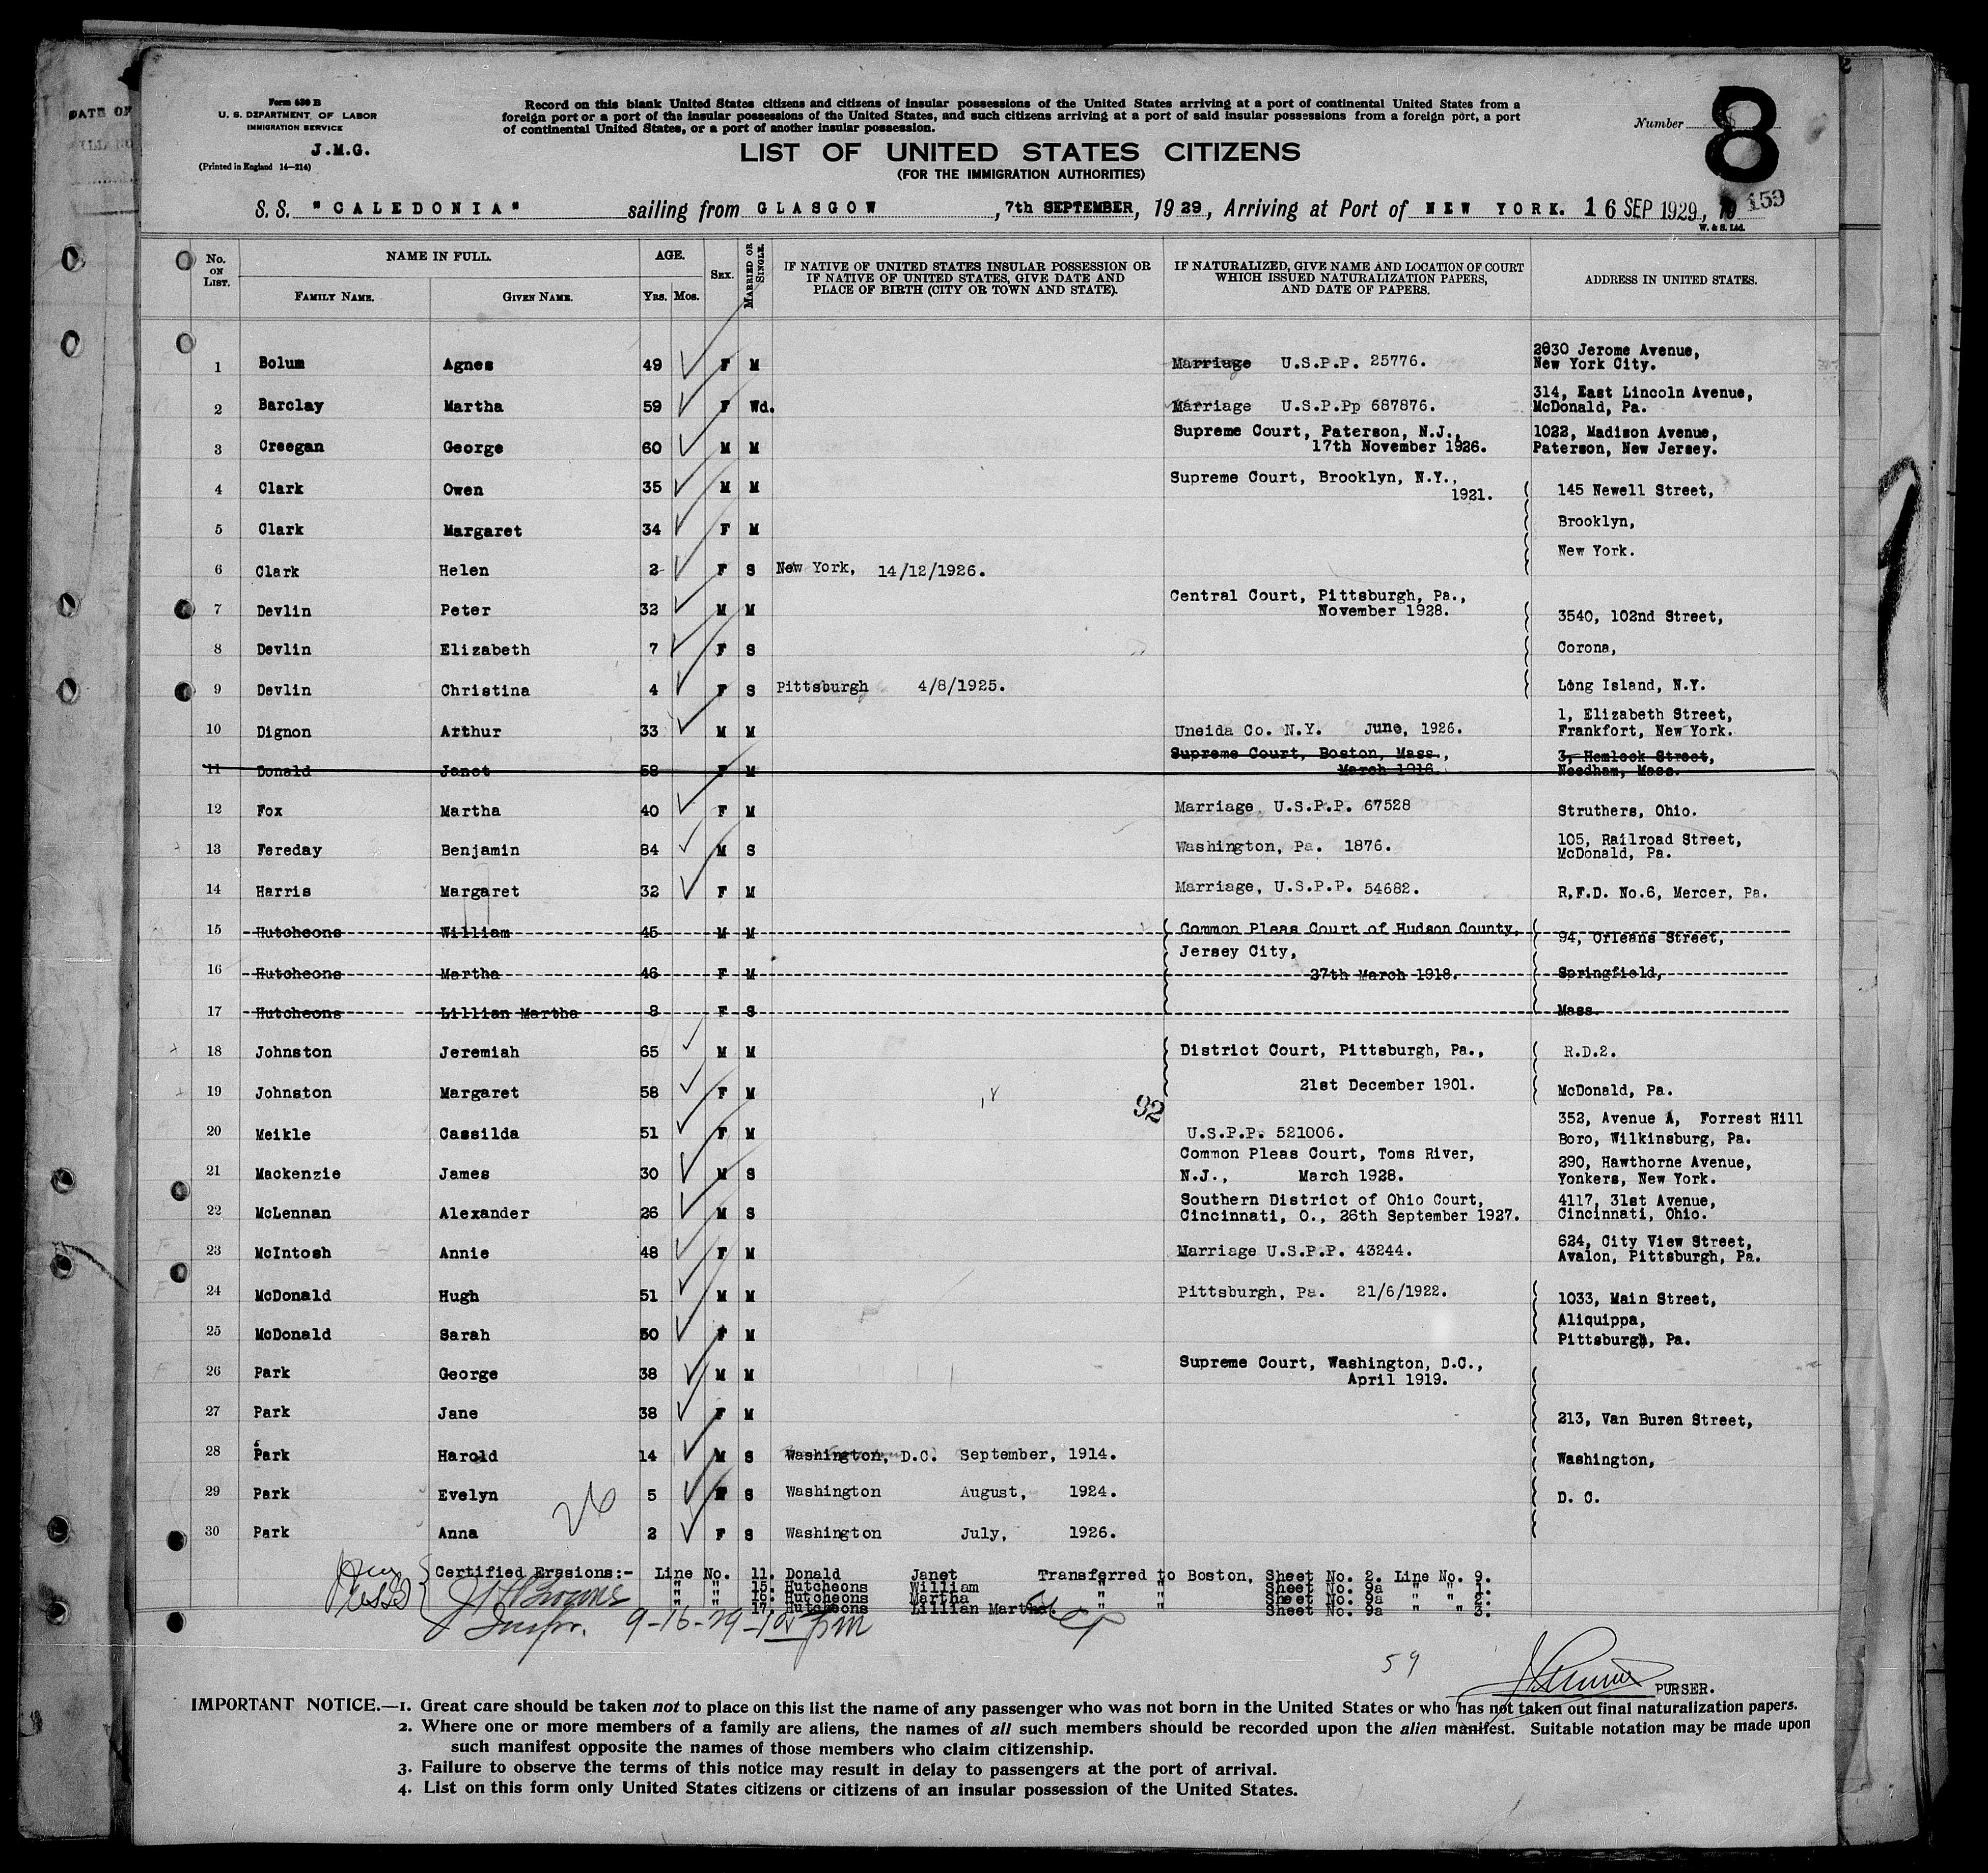 Form 630 B
U. S. DEPARTMENT OF LABOR
IMMIGRATION SERVICE
J.M.G.
(Printed in England 14—214)
Record on this blank United States citizens and citizens of insular possessions of the United States arriving at a port of continental United States from a
foreign port or a port of the insular possessions of the United States, and such citizens arriving at a port of said insular possessions from a foreign port, a port
of continental United States, or a port of another insular possession.
Number 8
LIST OF UNITED STATES CITIZENS
(FOR THE IMMIGRATION AUTHORITIES)
S.S. "CALEDONIA" sailing from GLASGOW, 7th SEPTEMBER, 1929, Arriving at Port of NEW YORK. 16 SEP 1929, 159
W. & S. Ltd.
No. ON LIST. NAME IN FULL. AGE. SEX. MARRIED OR SINGLE. IF NATIVE OF UNITED STATES INSULAR POSSESSION OR IF NATIVE OF UNITED STATES, GIVE DATE AND PLACE OF BIRTH (CITY OR TOWN AND STATE). IF NATURALIZED, GIVE NAME AND LOCATION OF COURT WHICH ISSUED NATURALIZATION PAPERS, AND DATE OF PAPERS. ADDRESS IN UNITED STATES.
FAMILY NAME. GIVEN NAME. YRS. MOS.
1 Bolum Agnes 49 F M Marriage U.S.P.P. 25776. 2830 Jerome Avenue, New York City.
2 Barclay Martha 59 F Wd. Marriage U.S.P.Pp 687876. 314, East Lincoln Avenue, McDonald, Pa.
3 Creegan George 60 M M Supreme Court, Paterson, N.J., 17th November 1926. 1022, Madison Avenue, Paterson, New Jersey.
4 Clark Owen 35 M M Supreme Court, Brooklyn, N.Y., 1921. 145 Newell Street,
5 Clark Margaret 34 F M Brooklyn,
New York.
6 Clark Helen 2 F S New York, 14/12/1926.
7 Devlin Peter 32 M M Central Court, Pittsburgh, Pa., November 1928. 3540, 102nd Street,
8 Devlin Elizabeth 7 F S Corona,
9 Devlin Christina 4 F S Pittsburgh 4/8/1925. Long Island, N.Y.
10 Dignon Arthur 33 M M Uneida Co. N.Y. June, 1926. 1, Elizabeth Street, Frankfort, New York.
11 Donald Janet 58 F M Supreme Court, Boston, Mass., March 1916. 3, Hemlock Street, Needham, Mass.
12 Fox Martha 40 F M Marriage, U.S.P.P. 67528 Struthers, Ohio.
13 Fereday Benjamin 84 M S Washington, Pa. 1876. 105, Railroad Street, McDonald, Pa.
14 Harris Margaret 32 F M Marriage, U.S.P.P. 54682. R.F.D. No.6, Mercer, Pa.
15 Hutcheons William 45 M M Common Pleas Court of Hudson County, 94, Orleans Street,
Jersey City,
16 Hutcheons Martha 46 F M 27th March 1918. Springfield,
17 Hutcheons Lillian Martha 8 F S Mass.
18 Johnston Jeremiah 65 M M District Court, Pittsburgh, Pa., R.D.2.
19 Johnston Margaret 58 F M 21st December 1901. McDonald, Pa.
32
20 Meikle Cassilda 51 F M U.S.P.P. 521006. 352, Avenue A, Forrest Hill Boro, Wilkinsburg, Pa.
21 Mackenzie James 30 M S Common Pleas Court, Toms River, N.J., March 1928. 290, Hawthorne Avenue, Yonkers, New York.
22 McLennan Alexander 26 M S Southern District of Ohio Court, Cincinnati, O., 26th September 1927. 4117, 31st Avenue, Cincinnati, Ohio.
23 McIntosh Annie 48 F M Marriage U.S.P.P. 43244. 624, City View Street, Avalon, Pittsburgh, Pa.
24 McDonald Hugh 51 M M Pittsburgh, Pa. 21/6/1922. 1033, Main Street,
Aliquippa,
25 McDonald Sarah 50 F M Pittsburgh, Pa.
26 Park George 38 M M Supreme Court, Washington, D.C., April 1919.
27 Park Jane 38 F M 213, Van Buren Street,
28 Park Harold 14 M S Washington, D.C. September, 1914. Washington,
29 Park Evelyn 5 F S Washington August, 1924. D. C.
26
30 Park Anna 2 F S Washington July, 1926.
Certified Erasions:- Line No. 11. Donald Janet Transferred to Boston, Sheet No. 2. Line No. 9.
" " 15. Hutcheons William " " Sheet No. 9a " " 1.
" " 16. Hutcheons Martha " " Sheet No. 9a " " 2.
" " 17. Hutcheons Lillian Martha. " " Sheet No. 9a " " 3.
Inspr. 9-16-29-
59
PURSER.
IMPORTANT NOTICE.—1. Great care should be taken not to place on this list the name of any passenger who was not born in the United States or who has not taken out final naturalization papers.
2. Where one or more members of a family are aliens, the names of all such members should be recorded upon the alien manifest. Suitable notation may be made upon
such manifest opposite the names of those members who claim citizenship.
3. Failure to observe the terms of this notice may result in delay to passengers at the port of arrival.
4. List on this form only United States citizens or citizens of an insular possession of the United States.